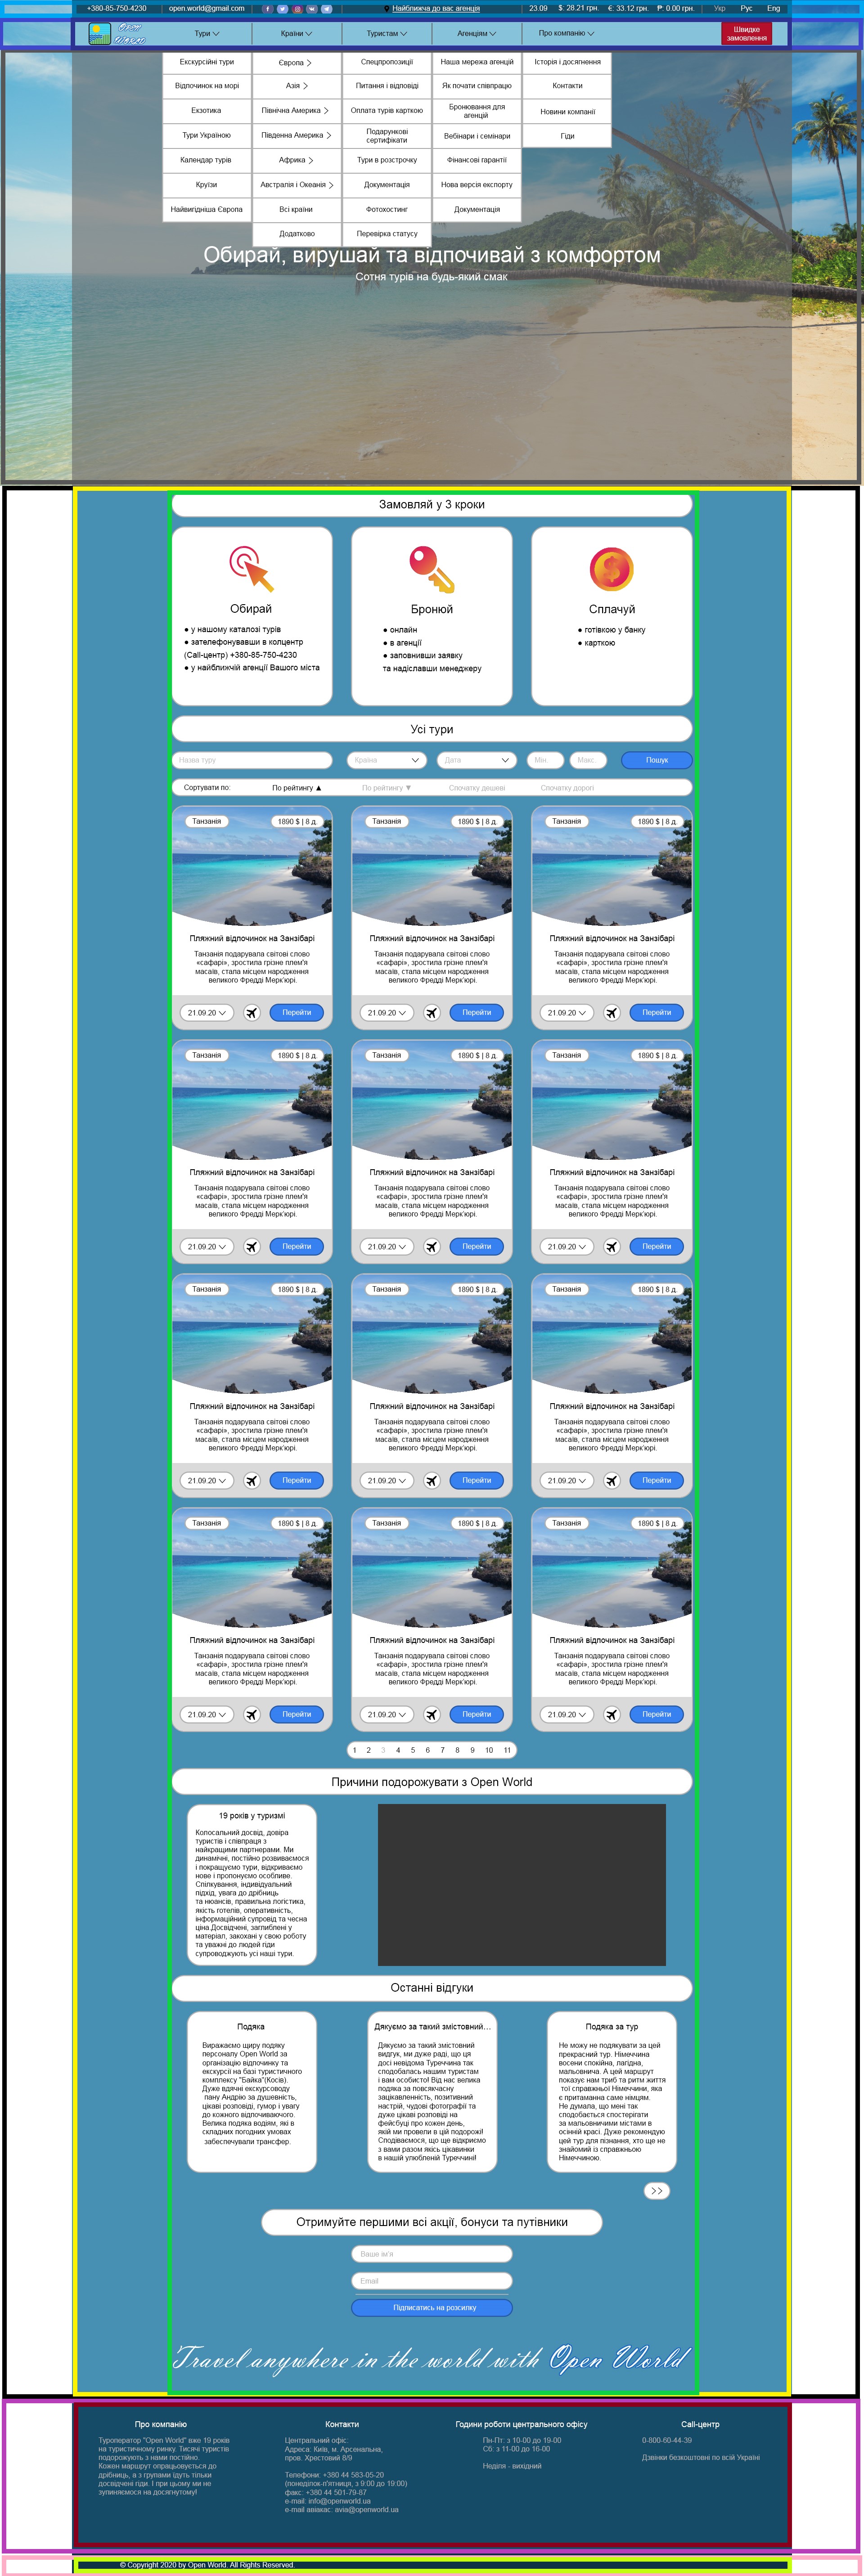 +380-85-750-4230
open.world@gmail.com
Найближча до вас агенція
23.09
$: 28.21 грн.
€: 33.12 грн.
₱: 0.00 грн.
Укр
Рус
Eng
Open
World
Тури
Країни
Туристам
Агенціям
Про компанію
Швидке
замовлення
Екскурсійні тури
Європа
Спецпропозиції
Наша мережа агенцій
Історія і досягнення
Відпочинок на морі
Азія
Питання і відповіді
Як почати співпрацю
Контакти
Екзотика
Північна Америка
Оплата турів карткою
Бронювання для
агенцій
Новини компанії
Тури Україною
Південна Америка
Подарункові
сертифікати
Вебінари и семінари
Гіди
Календар турів
Африка
Тури в розстрочку
Фінансові гарантії
Круїзи
Австралія і Океанія
Документація
Нова версія експорту
Найвигідніша Європа
Всі країни
Фотохостинг
Документація
Додатково
Перевірка статусу
Обирай, вирушай та відпочивай з комфортом
Сотня турів на будь-який смак
Замовляй у 3 кроки
Обирай
● у нашому каталозі турів
● зателефонувавши в колцентр
(Call-центр) +380-85-750-4230
● у найближчій агенції Вашого міста
Бронюй
● онлайн
● в агенції
● заповнивши заявку
та надіславши менеджеру
Сплачуй
● готівкою у банку
● карткою
Усі тури
Назва туру
Країна
Дата
Мін.
Макс.
Пошук
Сортувати по:
По рейтингу ▲
По рейтингу ▼
Спочатку дешеві
Спочатку дорогі
Танзанія
1890 $ | 8 д.
Танзанія
1890 $ | 8 д.
Танзанія
1890 $ | 8 д.
Пляжний відпочинок на Занзібарі
Пляжний відпочинок на Занзібарі
Пляжний відпочинок на Занзібарі
Танзанія подарувала світові слово
«сафарі», зростила грізне плем'я
масаїв, стала місцем народження
великого Фредді Мерк'юрі.
Танзанія подарувала світові слово
«сафарі», зростила грізне плем'я
масаїв, стала місцем народження
великого Фредді Мерк'юрі.
Танзанія подарувала світові слово
«сафарі», зростила грізне плем'я
масаїв, стала місцем народження
великого Фредді Мерк'юрі.
21.09.20
Перейти
21.09.20
Перейти
21.09.20
Перейти
Танзанія
1890 $ | 8 д.
Танзанія
1890 $ | 8 д.
Танзанія
1890 $ | 8 д.
Пляжний відпочинок на Занзібарі
Пляжний відпочинок на Занзібарі
Пляжний відпочинок на Занзібарі
Танзанія подарувала світові слово
«сафарі», зростила грізне плем'я
масаїв, стала місцем народження
великого Фредді Мерк'юрі.
Танзанія подарувала світові слово
«сафарі», зростила грізне плем'я
масаїв, стала місцем народження
великого Фредді Мерк'юрі.
Танзанія подарувала світові слово
«сафарі», зростила грізне плем'я
масаїв, стала місцем народження
великого Фредді Мерк'юрі.
21.09.20
Перейти
21.09.20
Перейти
21.09.20
Перейти
Танзанія
1890 $ | 8 д.
Танзанія
1890 $ | 8 д.
Танзанія
1890 $ | 8 д.
Пляжний відпочинок на Занзібарі
Пляжний відпочинок на Занзібарі
Пляжний відпочинок на Занзібарі
Танзанія подарувала світові слово
«сафарі», зростила грізне плем'я
масаїв, стала місцем народження
великого Фредді Мерк'юрі.
Танзанія подарувала світові слово
«сафарі», зростила грізне плем'я
масаїв, стала місцем народження
великого Фредді Мерк'юрі.
Танзанія подарувала світові слово
«сафарі», зростила грізне плем'я
масаїв, стала місцем народження
великого Фредді Мерк'юрі.
21.09.20
Перейти
21.09.20
Перейти
21.09.20
Перейти
Танзанія
1890 $ | 8 д.
Танзанія
1890 $ | 8 д.
Танзанія
1890 $ | 8 д.
Пляжний відпочинок на Занзібарі
Пляжний відпочинок на Занзібарі
Пляжний відпочинок на Занзібарі
Танзанія подарувала світові слово
«сафарі», зростила грізне плем'я
масаїв, стала місцем народження
великого Фредді Мерк'юрі.
Танзанія подарувала світові слово
«сафарі», зростила грізне плем'я
масаїв, стала місцем народження
великого Фредді Мерк'юрі.
Танзанія подарувала світові слово
«сафарі», зростила грізне плем'я
масаїв, стала місцем народження
великого Фредді Мерк'юрі.
21.09.20
Перейти
21.09.20
Перейти
21.09.20
Перейти
1 2 3 4 5 6 7 8 9 10 11
Причини подорожувати з Open World
19 років у туризмі
Колосальний досвід, довіра
туристів і співпраця з
найкращими партнерами. Ми
динамічні, постійно розвиваємося
і покращуємо тури, відкриваємо
нове і пропонуємо особливе.
Спілкування, індивідуальний
підхід, увага до дрібниць
та нюансів, правильна логістика,
якість готелів, оперативність,
інформаційний супровід та чесна
ціна Досвідчені, заглиблені у
матеріал, закохані у свою роботу
та уважні до людей гіди
супроводжують усі наші тури.
Останні відгуки
Подяка
Виражаємо щиру подяку
персоналу Open World за
організацію відпочинку та
екскурсії на базі туристичного
комплексу "Байка"(Косів).
Дуже вдячні екскурсоводу
пану Андрію за душевність,
цікаві розповіді, гумор і увагу
до кожного відпочиваючого.
Велика подяка водіям, які в
складних погодних умовах
забеспечували трансфер.
Дякуємо за такий змістовний…
Дякуємо за такий змістовний
видгук, ми дуже раді, що ця
досі невідома Туреччина так
сподобалась нашим туристам
і вам особисто! Від нас велика
подяка за повсякчасну
зацікавленність, позитивний
настрій, чудові фотографії та
дуже цікаві розповіді на
фейсбуці про кожен день,
якій ми провели в цій подорожі!
Сподіваємося, що ще відкриємо
з вами разом якісь цікавинки
в нашій улюбленій Туреччині!
Подяка за тур
Не можу не подякувати за цей
прекрасний тур. Німеччина
восени спокійна, лагідна,
мальовнича. А цей маршрут
показує нам триб та ритм життя
тої справжньої Німеччини, яка
є притаманна саме німцям.
Не думала, що мені так
сподобається спостерігати
за мальовничими містами в
осінній красі. Дуже рекомендую
цей тур для пізнання, хто ще не
знайомий із справжньою
Німеччиною.
Отримуйте першими всі акції, бонуси та путівники
Ваше ім'я
Email
Підписатись на розсилку
Travel anywhere in the world with Open World
Про компанію
Туроператор "Open World" вже 19 років
на туристичному ринку. Тисячі туристів
подорожують з нами постійно.
Кожен маршрут опрацьовується до
дрібниць, а з групами їдуть тільки
досвідчені гіди. І при цьому ми не
зупиняємося на досягнутому!
Контакти
Центральний офіс:
Адреса: Київ, м. Арсенальна,
пров. Хрестовий 8/9
Телефони: +380 44 583-05-20
(понеділок-п'ятниця, з 9:00 до 19:00)
факс: +380 44 501-79-87
e-mail: info@openworld.ua
e-mail авіакас: avia@openworld.ua
Години роботи центрального офісу
Пн-Пт: з 10-00 до 19-00
Сб: з 11-00 до 16-00
Неділя - вихідний
Call-центр
0-800-60-44-39
Дзвінки безкоштовні по всій Україні
© Copyright 2020 by Open World. All Rights Reserved.